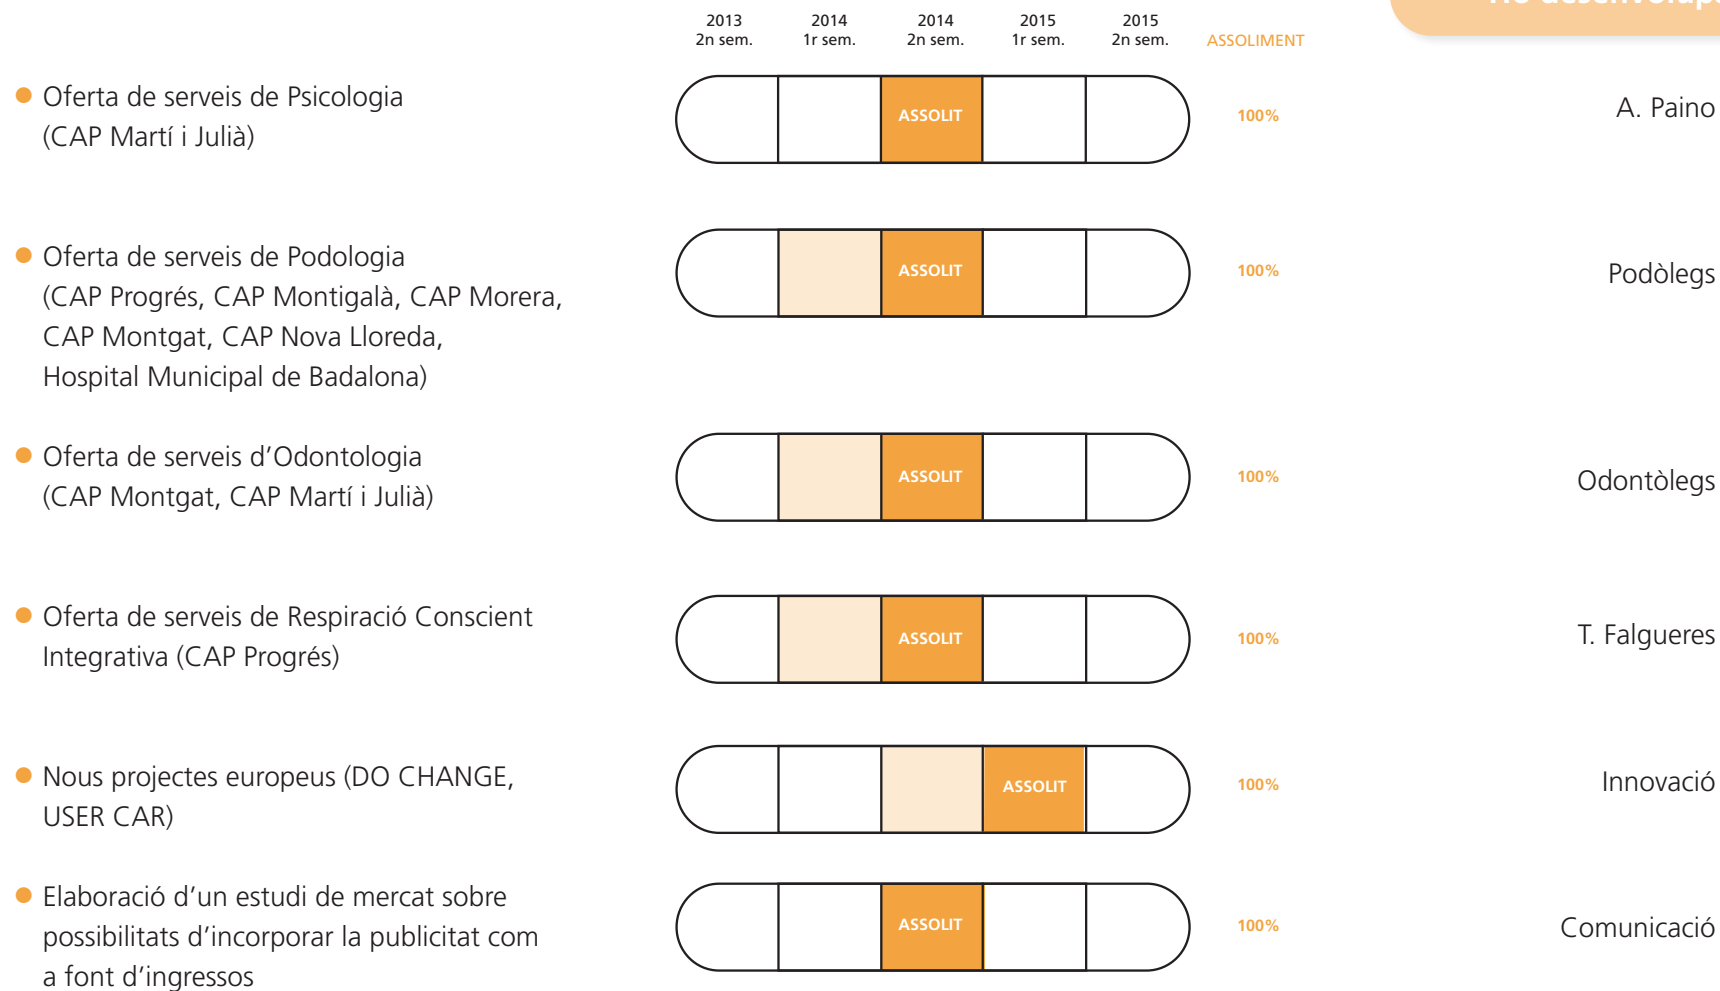 2013 2014 2014 2015 2015
2n sem. 1r sem. 2n sem. 1r sem. 2n sem. ASSOLIMENT
Oferta de serveis de Psicologia
(CAP Martí i Julià)
ASSOLIT
100%
A. Paino
Oferta de serveis de Podologia
(CAP Progrés, CAP Montigalà, CAP Morera,
CAP Montgat, CAP Nova Lloreda,
Hospital Municipal de Badalona)
ASSOLIT
100%
Podòlegs
Oferta de serveis d’Odontologia
(CAP Montgat, CAP Martí i Julià)
ASSOLIT
100%
Odontòlegs
Oferta de serveis de Respiració Conscient
Integrativa (CAP Progrés)
ASSOLIT
100%
T. Falgueres
Nous projectes europeus (DO CHANGE,
USER CAR)
ASSOLIT
100%
Innovació
Elaboració d’un estudi de mercat sobre
possibilitats d’incorporar la publicitat com
a font d’ingressos
ASSOLIT
100%
Comunicació